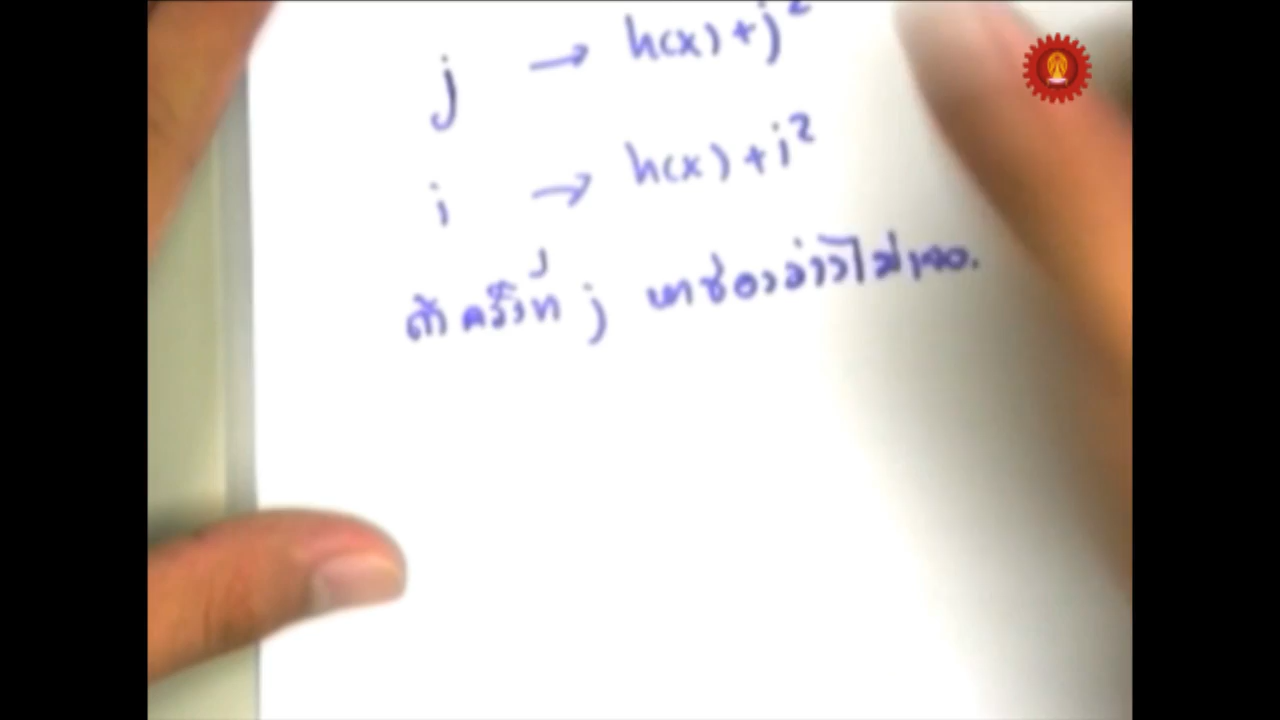 j → h(x) + j²
i → h(x) + i²
ถ้าครั้งที่ j หาช่องว่างไม่เจอ.